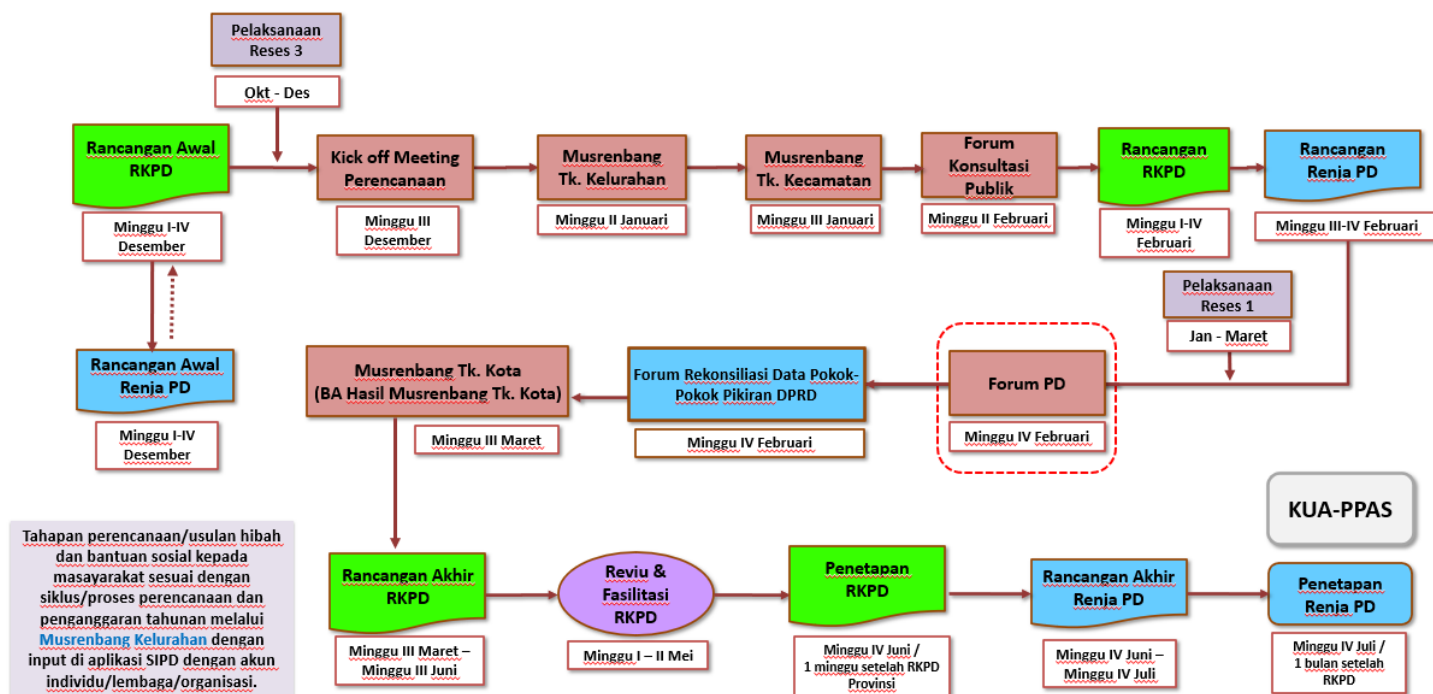 Pelaksanaan
Reses 3
Okt - Des
Rancangan Awal
RKPD
Minggu I-IV
Desember
Kick off Meeting
Perencanaan
Minggu III
Desember
Musrenbang
Tk. Kelurahan
Minggu II Januari
Musrenbang
Tk. Kecamatan
Minggu III Januari
Forum
Konsultasi
Publik
Minggu II Februari
Rancangan
RKPD
Minggu I-IV
Februari
Rancangan
Renja PD
Minggu III-IV Februari
Pelaksanaan
Reses 1
Jan - Maret
Rancangan Awal
Renja PD
Minggu I-IV
Desember
Musrenbang Tk. Kota
(BA Hasil Musrenbang Tk. Kota)
Minggu III Maret
Forum Rekonsiliasi Data Pokok-
Pokok Pikiran DPRD
Minggu IV Februari
Forum PD
Minggu IV Februari
KUA-PPAS
Tahapan perencanaan/usulan hibah
dan bantuan sosial kepada
masayarakat sesuai dengan
siklus/proses perencanaan dan
penganggaran tahunan melalui
Musrenbang Kelurahan dengan
input di aplikasi SIPD dengan akun
individu/lembaga/organisasi.
Rancangan Akhir
RKPD
Minggu III Maret –
Minggu III Juni
Reviu &
Fasilitasi
RKPD
Minggu I – II Mei
Penetapan
RKPD
Minggu IV Juni /
1 minggu setelah RKPD
Provinsi
Rancangan Akhir
Renja PD
Minggu IV Juni –
Minggu IV Juli
Penetapan
Renja PD
Minggu IV Juli /
1 bulan setelah
RKPD